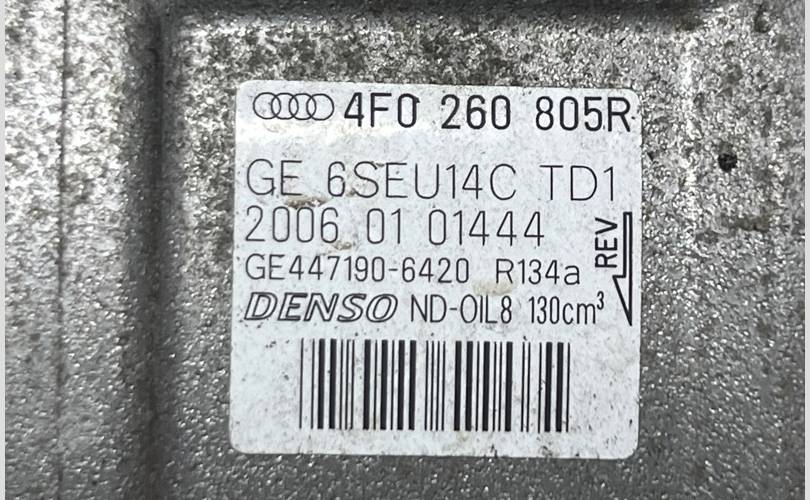 4F0 260 805R
GE 6SEU14C TD1
2006 01 01444
GE447190-6420 R134a
REV
DENSO ND-OIL8 130cm³